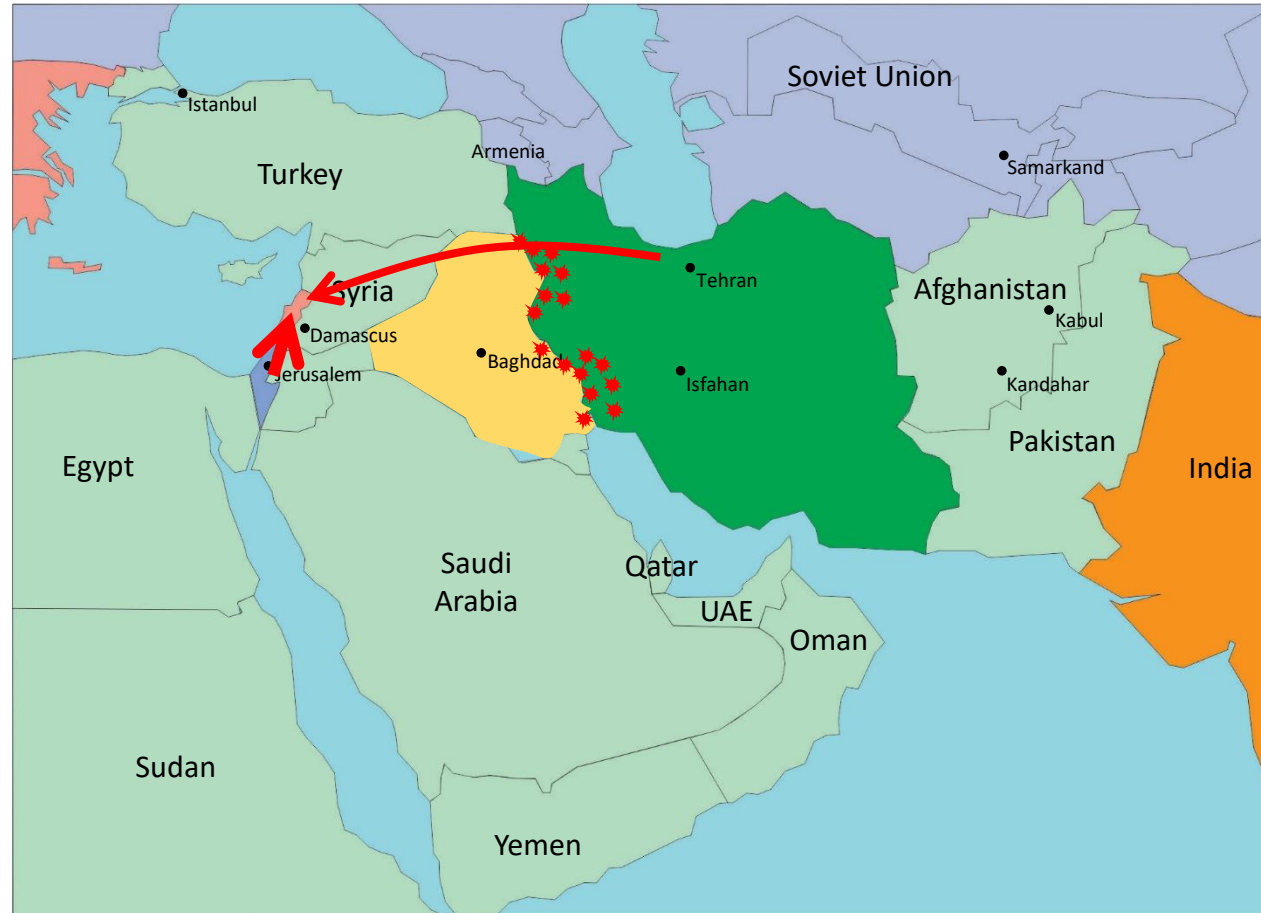 Soviet Union
Istanbul
Armenia
Samarkand
Turkey
Tehran
Syria
Afghanistan
Kabul
Damascus
Baghdad
Jerusalem
Isfahan
Kandahar
Pakistan
Egypt
India
Saudi
Arabia
Qatar
UAE
Oman
Sudan
Yemen